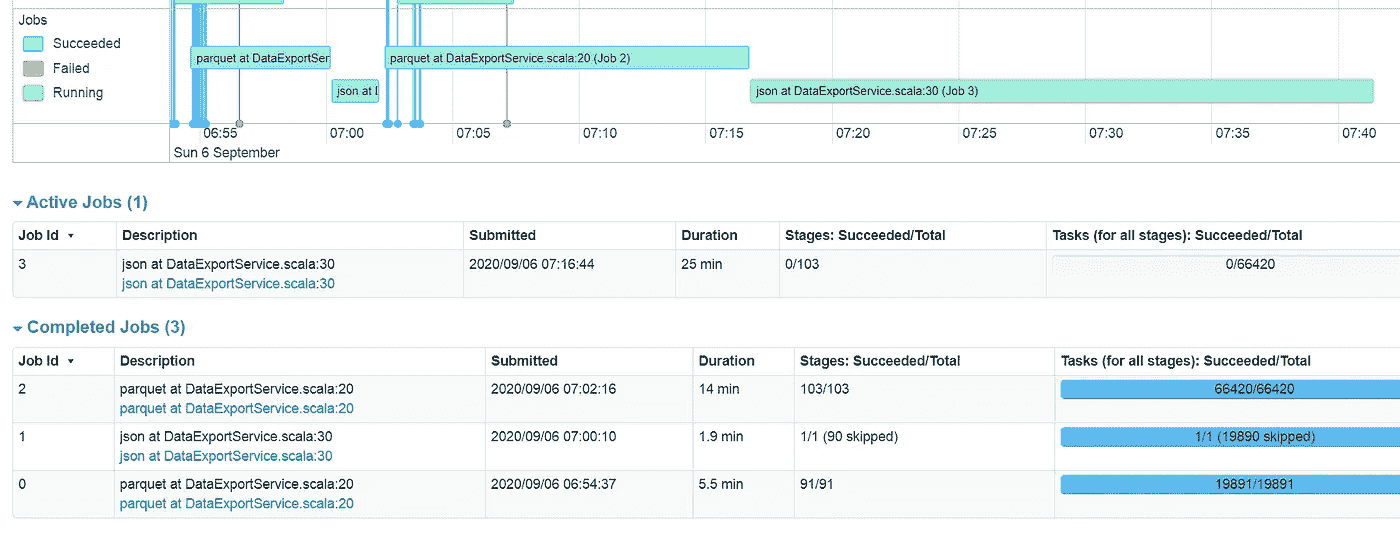 Jobs
Succeeded
Failed
Running
parquet at DataExportSer
parquet at DataExportService.scala:20 (Job 2)
json at D
json at DataExportService.scala:30 (Job 3)
06:55 07:00 07:05 07:10 07:15 07:20 07:25 07:30 07:35 07:40
Sun 6 September
Active Jobs (1)
Job Id Description Submitted Duration Stages: Succeeded/Total Tasks (for all stages): Succeeded/Total
3 json at DataExportService.scala:30 2020/09/06 07:16:44 25 min 0/103 0/66420
json at DataExportService.scala:30
Completed Jobs (3)
Job Id Description Submitted Duration Stages: Succeeded/Total Tasks (for all stages): Succeeded/Total
2 parquet at DataExportService.scala:20 2020/09/06 07:02:16 14 min 103/103 66420/66420
parquet at DataExportService.scala:20
1 json at DataExportService.scala:30 2020/09/06 07:00:10 1.9 min 1/1 (90 skipped) 1/1 (19890 skipped)
json at DataExportService.scala:30
0 parquet at DataExportService.scala:20 2020/09/06 06:54:37 5.5 min 91/91 19891/19891
parquet at DataExportService.scala:20